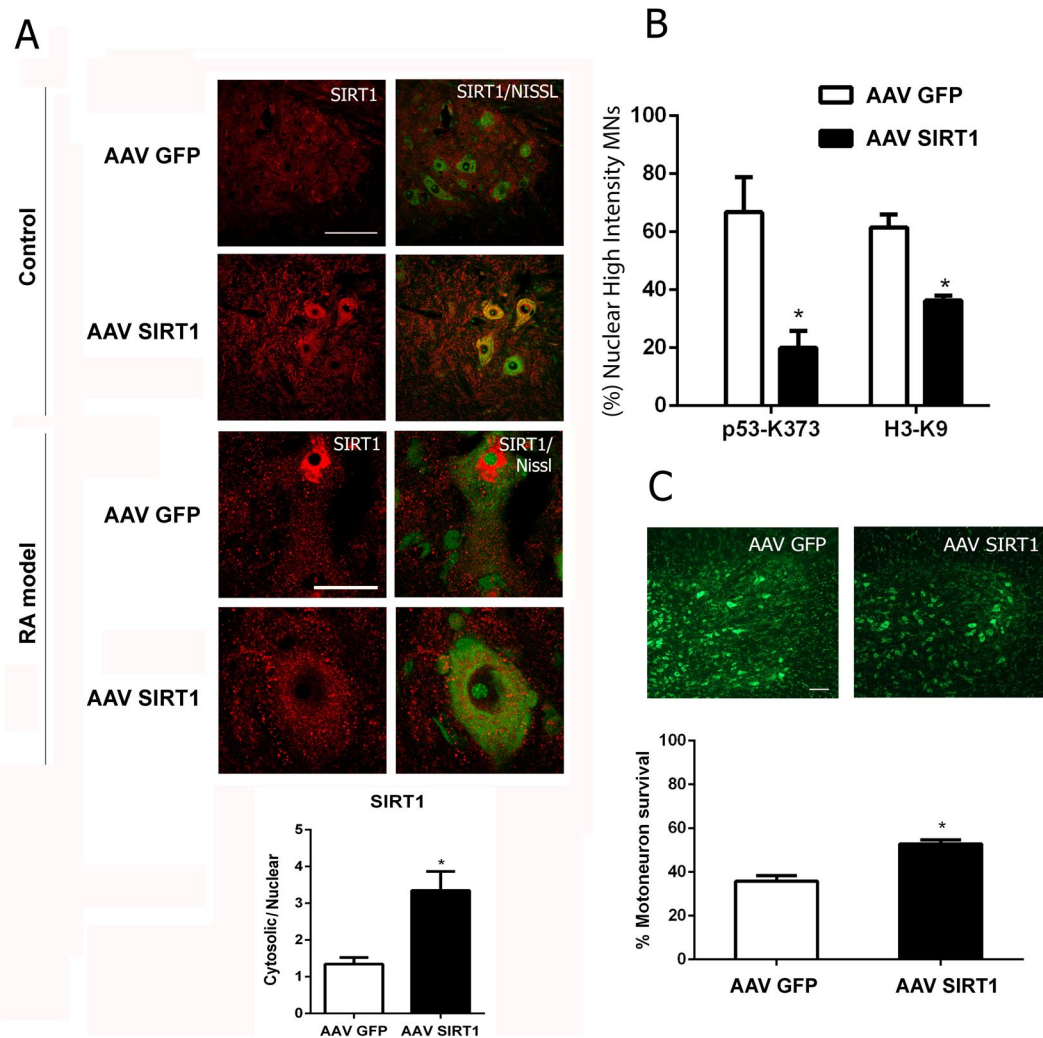 A
Control
RA model
AAV GFP
SIRT1
SIRT1/NISSL
AAV SIRT1
AAV GFP
SIRT1
SIRT1/
Nissl
AAV SIRT1
SIRT1
Cytosolic/Nuclear
5
4
3
2
1
0
*
AAV GFP
AAV SIRT1
B
AAV GFP
AAV SIRT1
(%) Nuclear High Intensity MNs
100
80
60
40
20
0
*
*
p53-K373
H3-K9
C
AAV GFP
AAV SIRT1
% Motoneuron survival
100
80
60
40
20
0
*
AAV GFP
AAV SIRT1